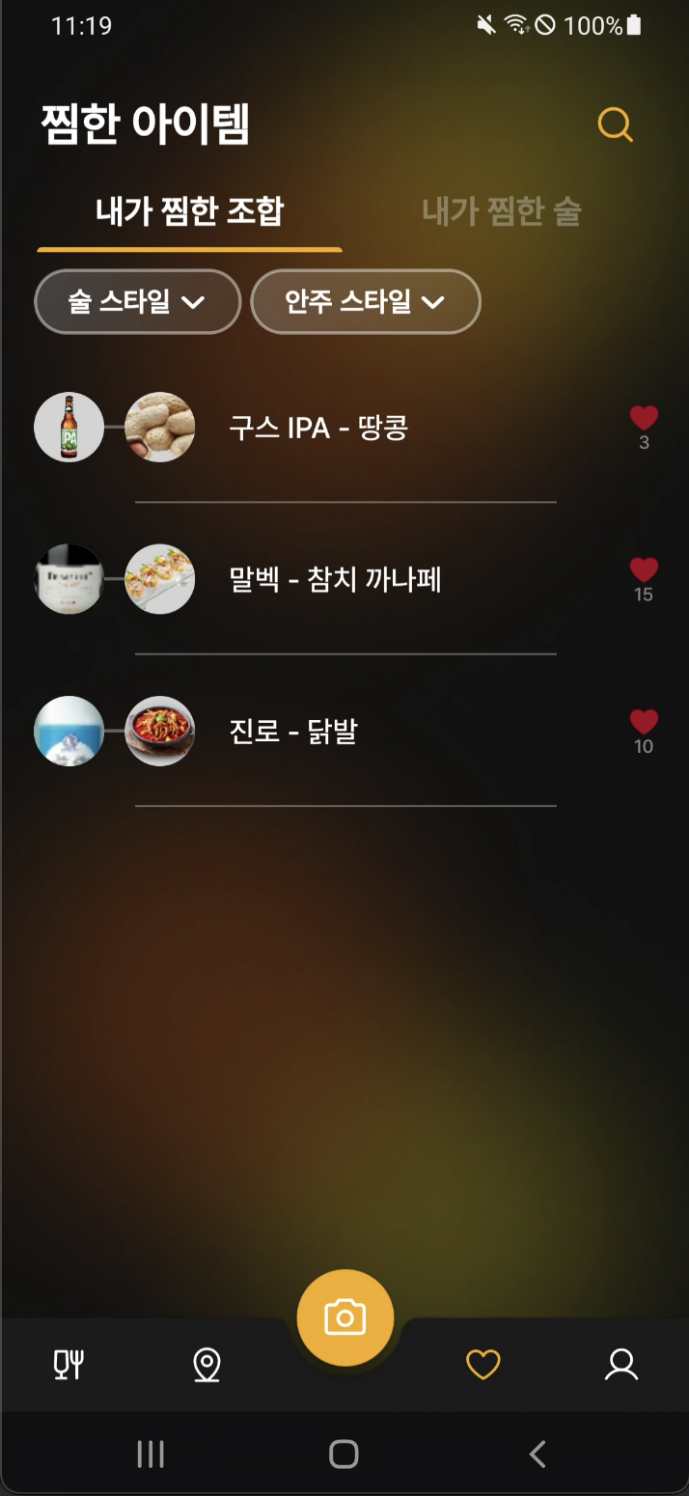 11:19
100%
찜한 아이템
내가 찜한 조합
내가 찜한 술
술 스타일
안주 스타일
IPA
구스 IPA - 땅콩
3
말벡 - 참치 까나페
15
진로 - 닭발
10